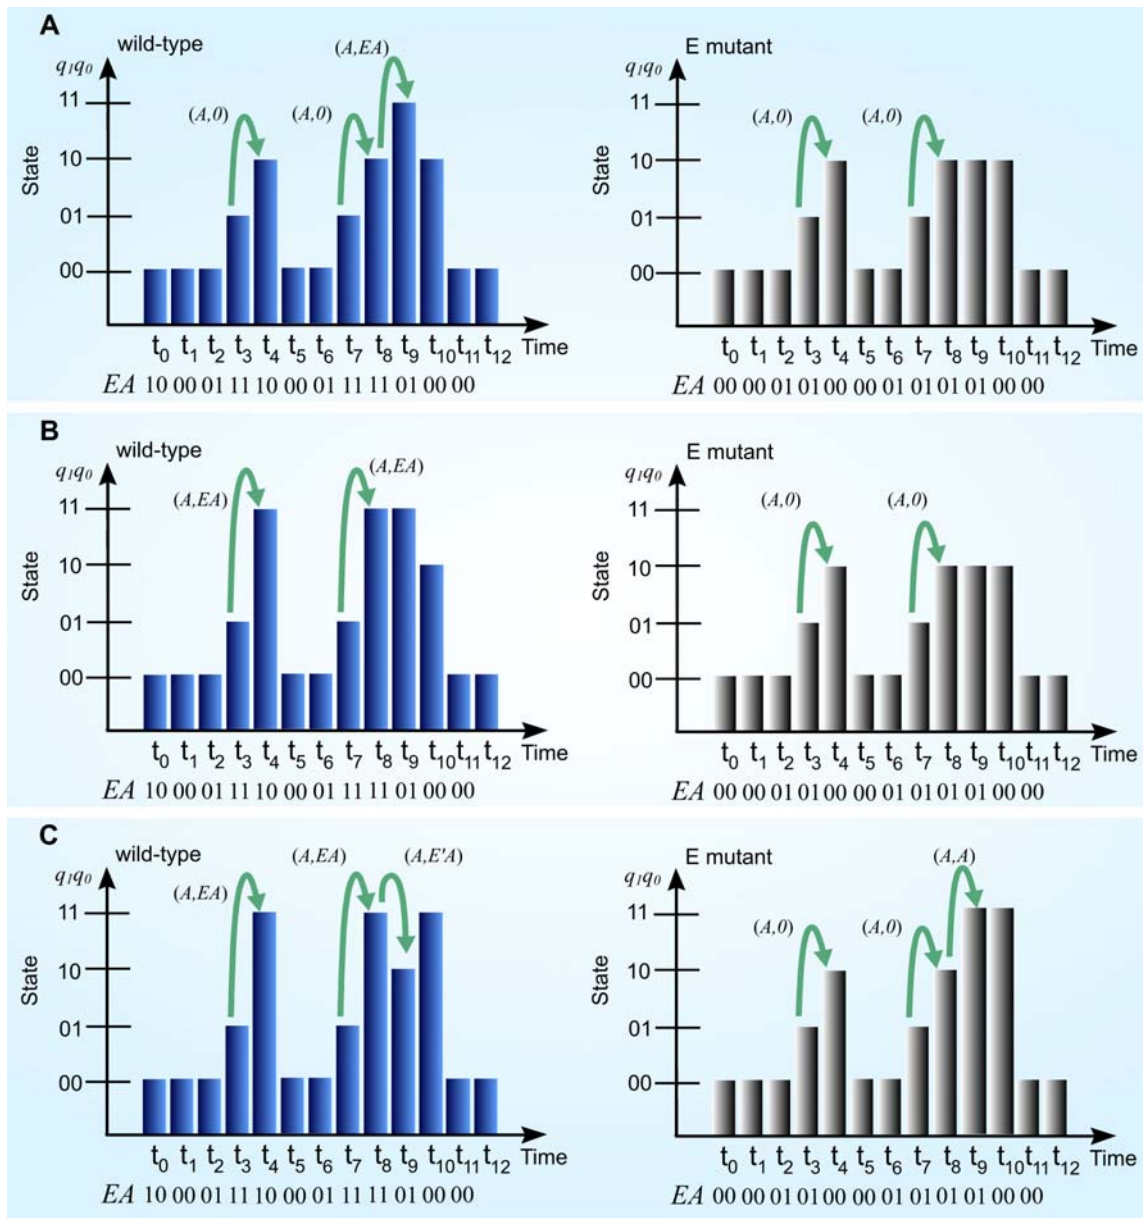 A
wild-type
E mutant
(A,EA)
q1q0
q1q0
11
11
(A,0)
(A,0)
(A,0)
(A,0)
10
10
State
State
01
01
00
00
t0 t1 t2 t3 t4 t5 t6 t7 t8 t9 t10 t11 t12 Time
t0 t1 t2 t3 t4 t5 t6 t7 t8 t9 t10 t11 t12 Time
EA 10 00 01 11 10 00 01 11 11 01 00 00
EA 00 00 01 01 00 00 01 01 01 01 00 00
B
wild-type
E mutant
q1q0
(A,EA)
q1q0
(A,EA)
(A,0)
(A,0)
11
11
10
10
State
State
01
01
00
00
t0 t1 t2 t3 t4 t5 t6 t7 t8 t9 t10 t11 t12 Time
t0 t1 t2 t3 t4 t5 t6 t7 t8 t9 t10 t11 t12 Time
EA 10 00 01 11 10 00 01 11 11 01 00 00
EA 00 00 01 01 00 00 01 01 01 01 00 00
C
wild-type
(A,EA)
(A,E'A)
E mutant
(A,A)
q1q0
q1q0
(A,EA)
(A,0)
(A,0)
11
11
10
10
State
State
01
01
00
00
t0 t1 t2 t3 t4 t5 t6 t7 t8 t9 t10 t11 t12 Time
t0 t1 t2 t3 t4 t5 t6 t7 t8 t9 t10 t11 t12 Time
EA 10 00 01 11 10 00 01 11 11 01 00 00
EA 00 00 01 01 00 00 01 01 01 01 00 00